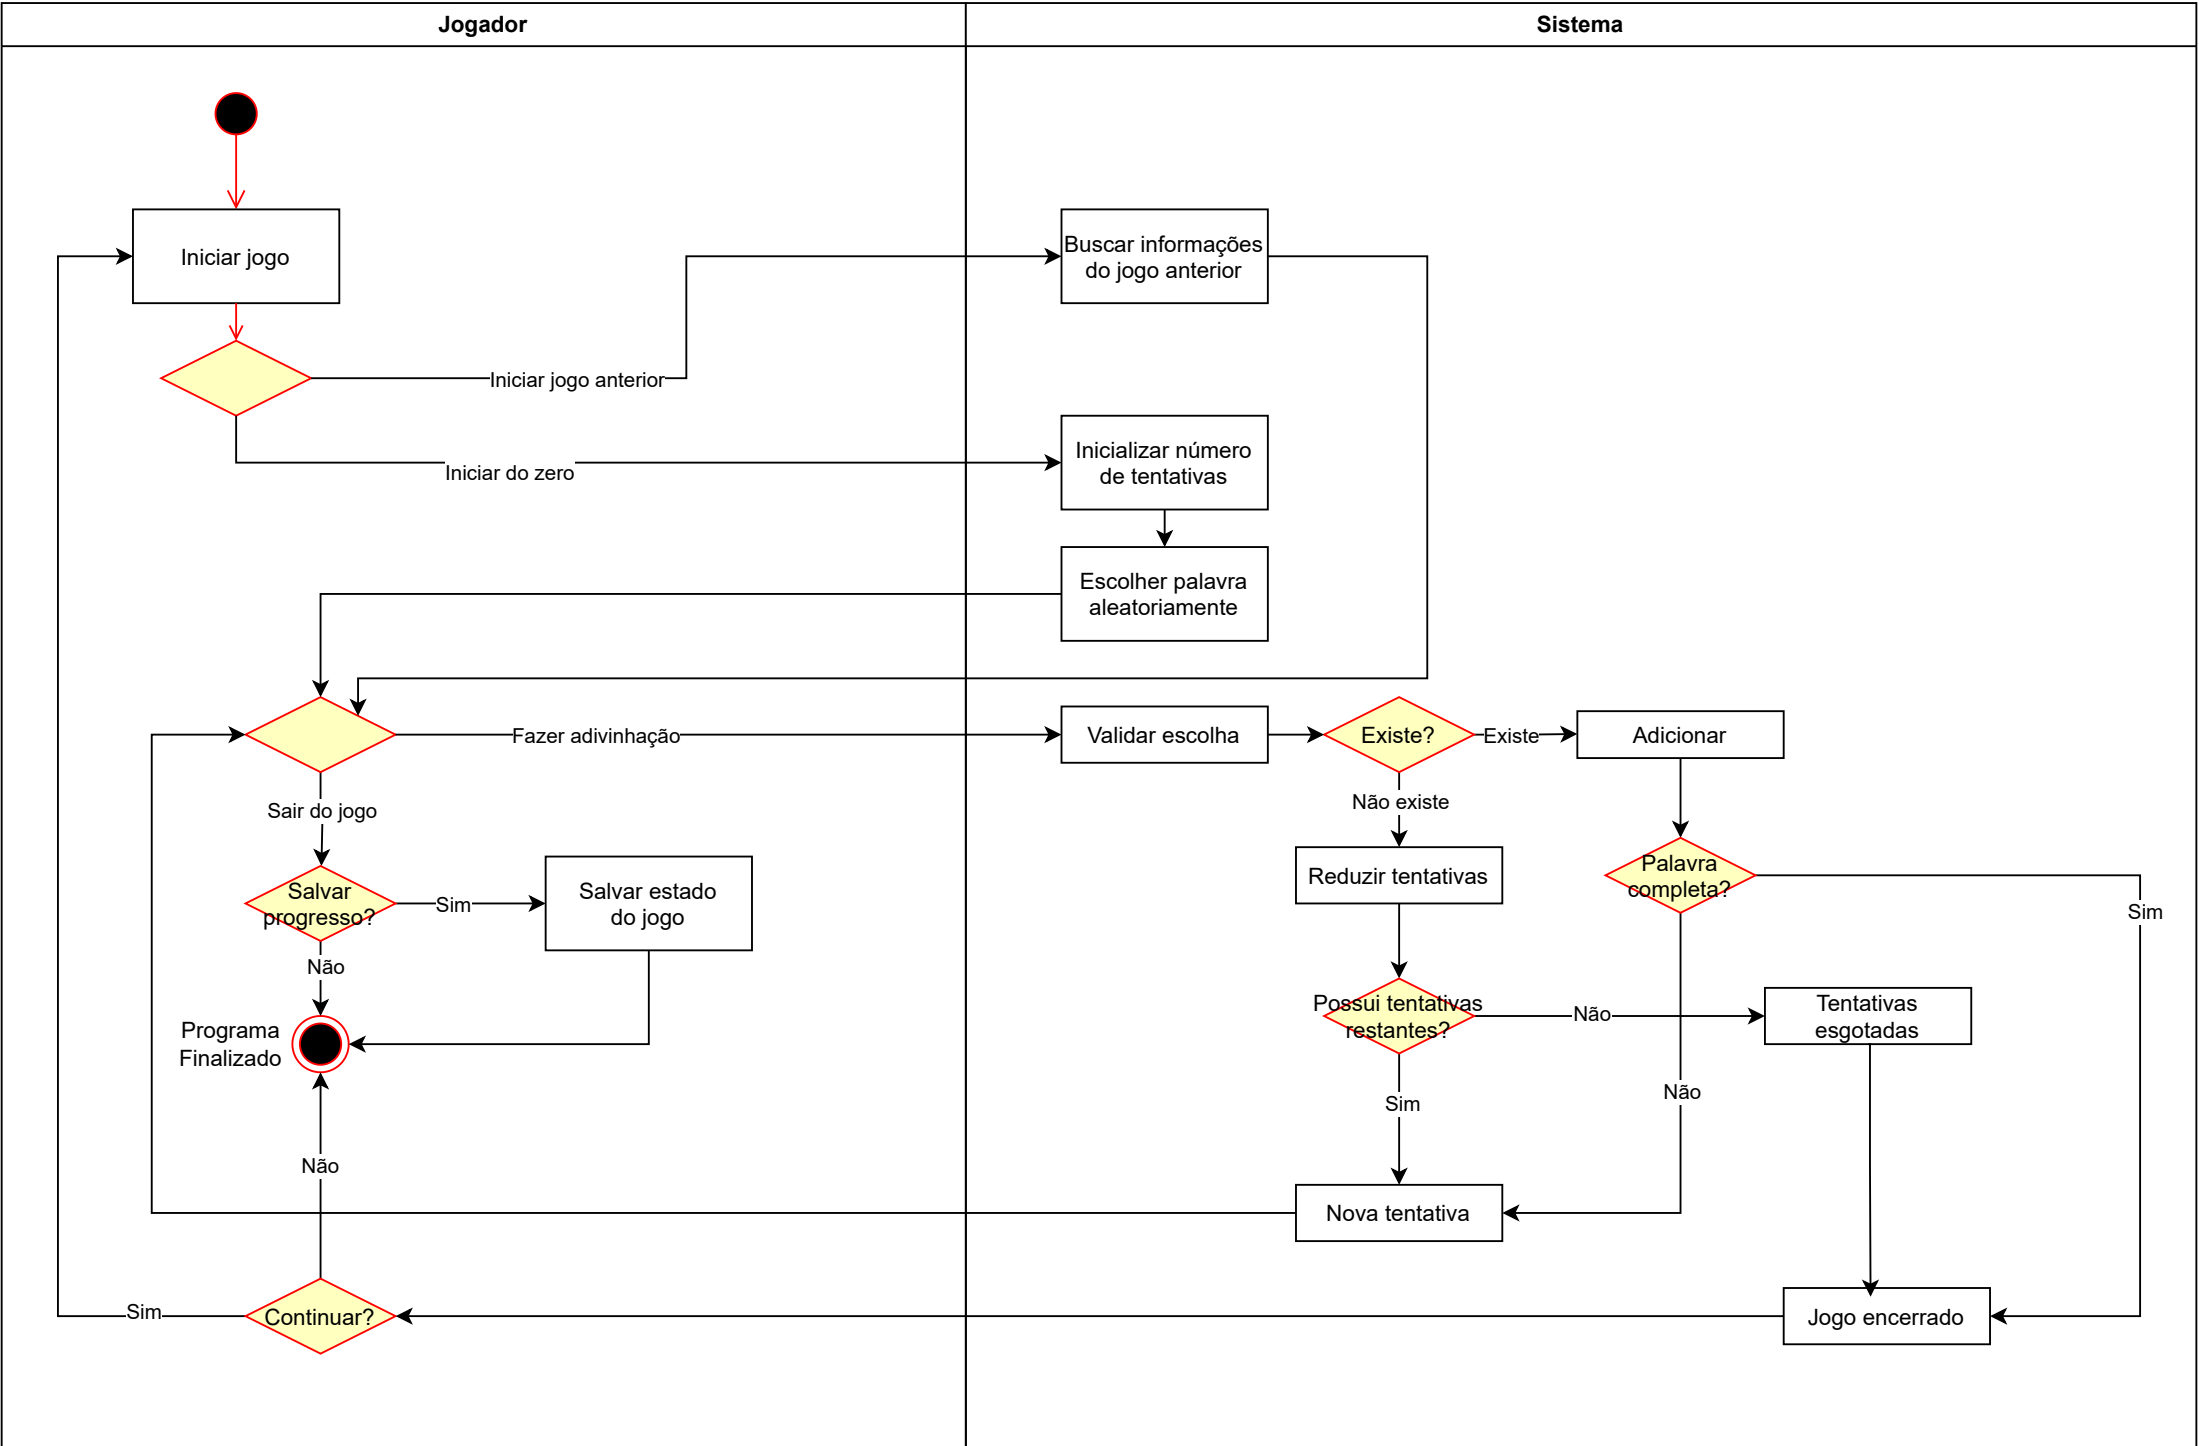 Jogador
Sistema
Iniciar jogo
Buscar informações
do jogo anterior
Iniciar jogo anterior
Inicializar número
de tentativas
Iniciar do zero
Escolher palavra
aleatoriamente
Fazer adivinhação
Validar escolha
Existe?
Existe
Adicionar
Sair do jogo
Não existe
Salvar
progresso?
Sim
Salvar estado
do jogo
Reduzir tentativas
Palavra
completa?
Sim
Não
Programa
Finalizado
Possui tentativas
restantes?
Não
Tentativas
esgotadas
Sim
Não
Não
Nova tentativa
Sim
Continuar?
Jogo encerrado